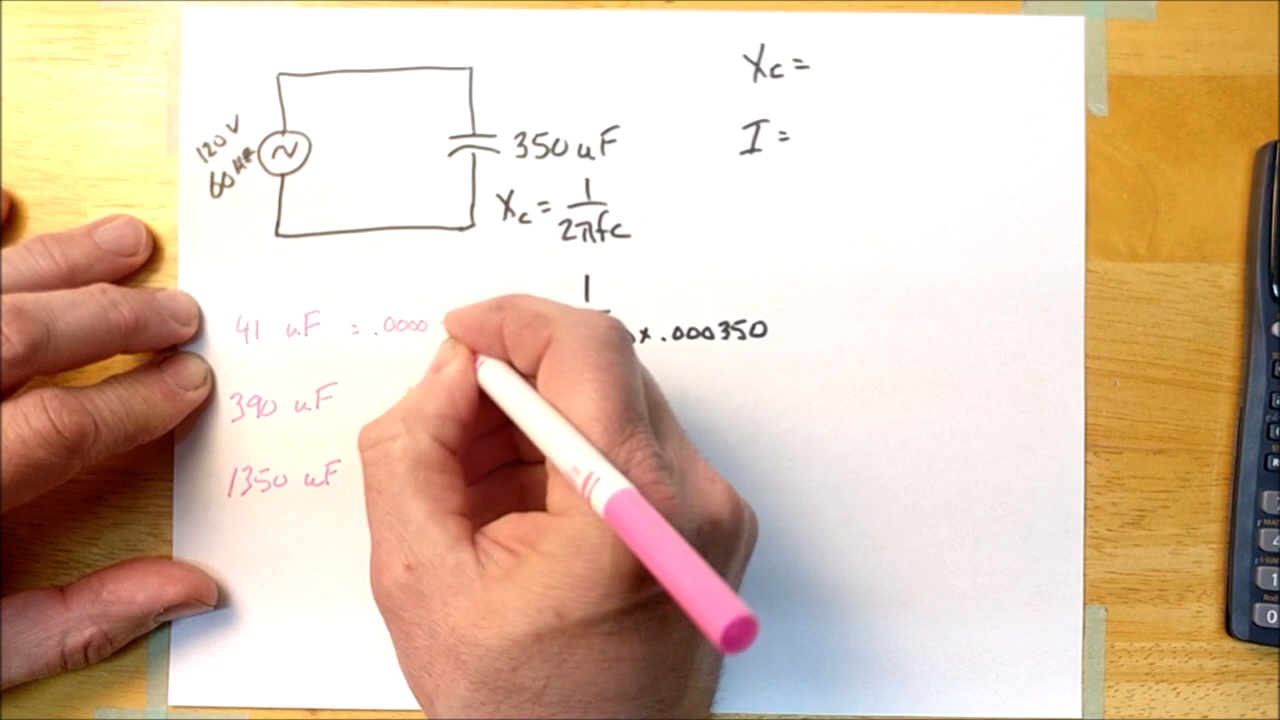 120V
60HZ
350 uF
Xc = 1
2πfc
1
x .000350
Xc =
I =
41 uF = .0000
390 uF
1350 uF